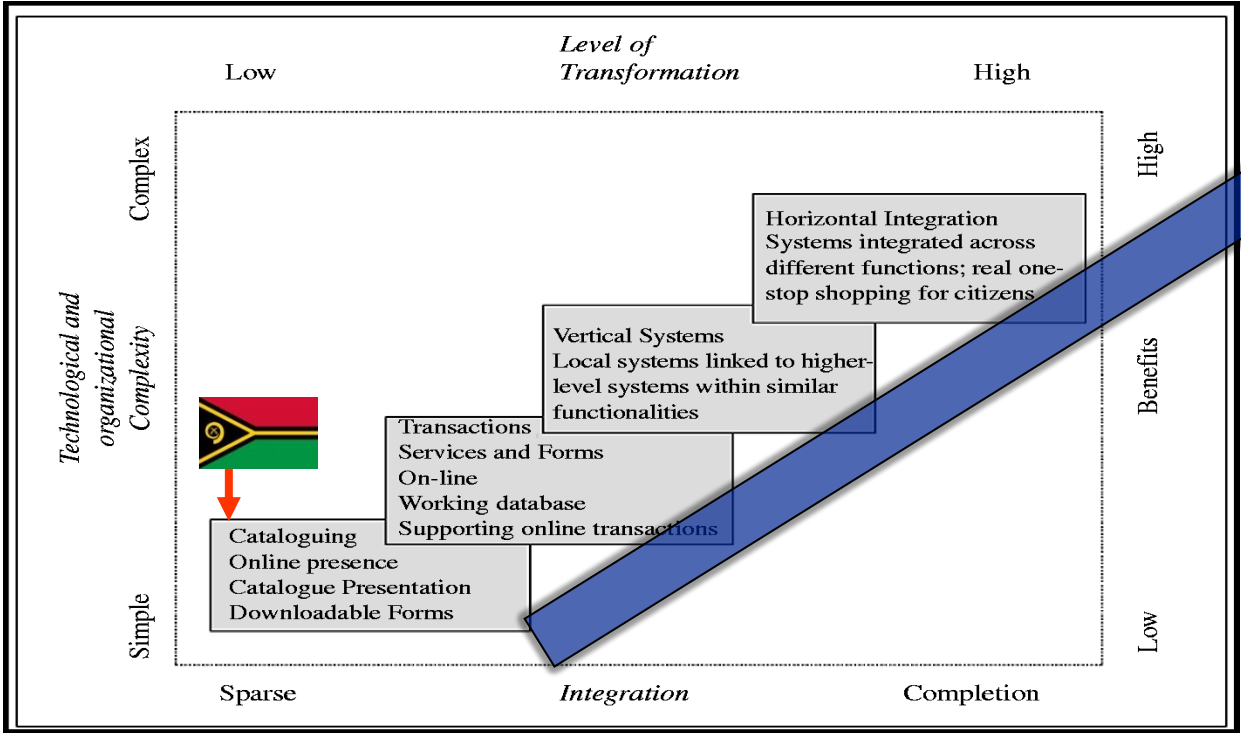 Level of
Transformation
Low
High
Complex
High
Technological and
organizational
Complexity
Benefits
Simple
Low
Horizontal Integration
Systems integrated across
different functions; real one-
stop shopping for citizens
Vertical Systems
Local systems linked to higher-
level systems within similar
functionalities
Transactions
Services and Forms
On-line
Working database
Supporting online transactions
Cataloguing
Online presence
Catalogue Presentation
Downloadable Forms
Sparse
Integration
Completion